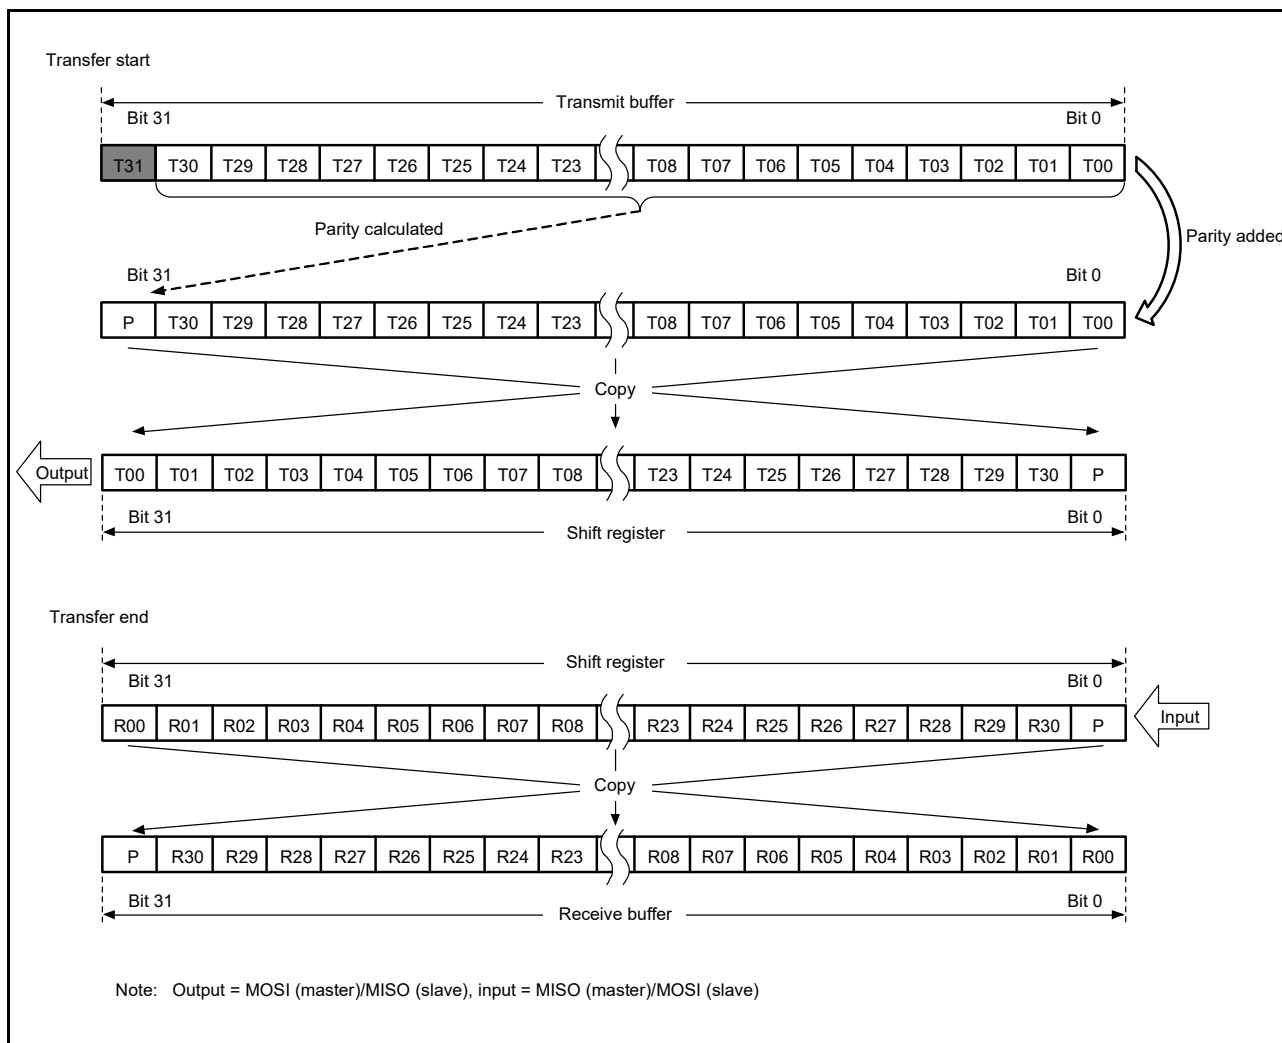 Transfer start
Transmit buffer
Bit 31 Bit 0
T31 T30 T29 T28 T27 T26 T25 T24 T23 T08 T07 T06 T05 T04 T03 T02 T01 T00
Parity calculated
Parity added
Bit 31 Bit 0
P T30 T29 T28 T27 T26 T25 T24 T23 T08 T07 T06 T05 T04 T03 T02 T01 T00
Copy
Output
T00 T01 T02 T03 T04 T05 T06 T07 T08 T23 T24 T25 T26 T27 T28 T29 T30 P
Bit 31 Bit 0
Shift register
Transfer end
Shift register
Bit 31 Bit 0
R00 R01 R02 R03 R04 R05 R06 R07 R08 R23 R24 R25 R26 R27 R28 R29 R30 P
Input
Copy
P R30 R29 R28 R27 R26 R25 R24 R23 R08 R07 R06 R05 R04 R03 R02 R01 R00
Bit 31 Bit 0
Receive buffer
Note: Output = MOSI (master)/MISO (slave), input = MISO (master)/MOSI (slave)